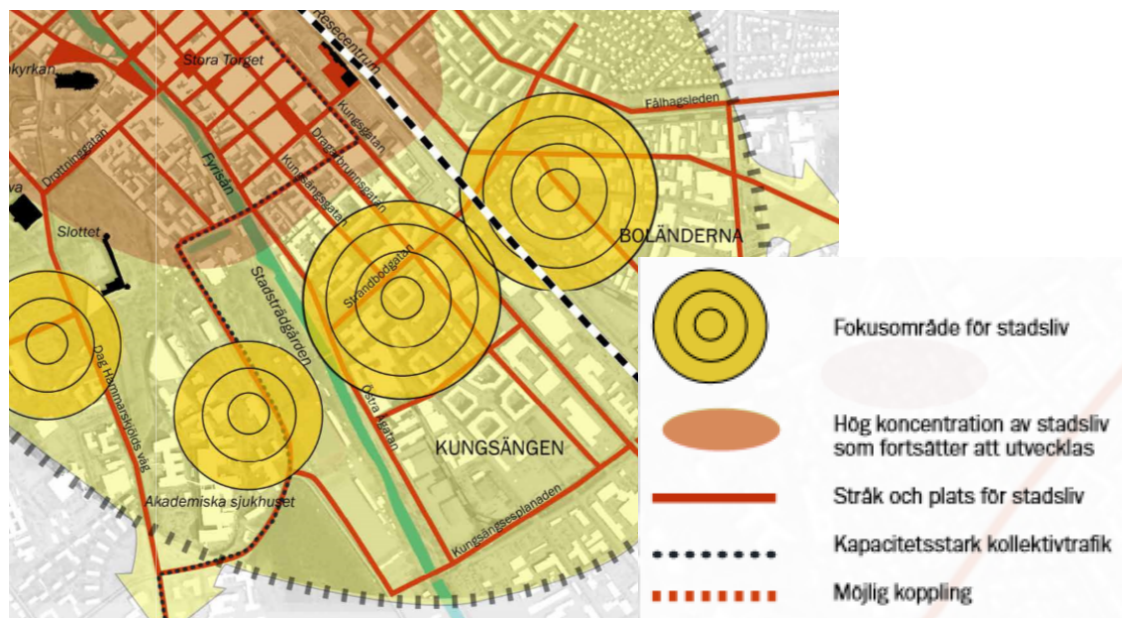 Resecentrum
kyrkan
Stora Torget
Fålhagsleden
Kungsgatan
Dragarbrunnsgatan
Drottninggatan
Fyrisån
Kungsängsgatan
va
Slottet
BOLÄNDERNA
Strandbodgatan
Stadsträdgården
Dag Hammarskjölds väg
Östra Ågatan
KUNGSÄNGEN
Akademiska sjukhuset
Kungsängsesplanaden
Fokusområde för stadsliv
Hög koncentration av stadsliv
som fortsätter att utvecklas
Stråk och plats för stadsliv
Kapacitetsstark kollektivtrafik
Möjlig koppling